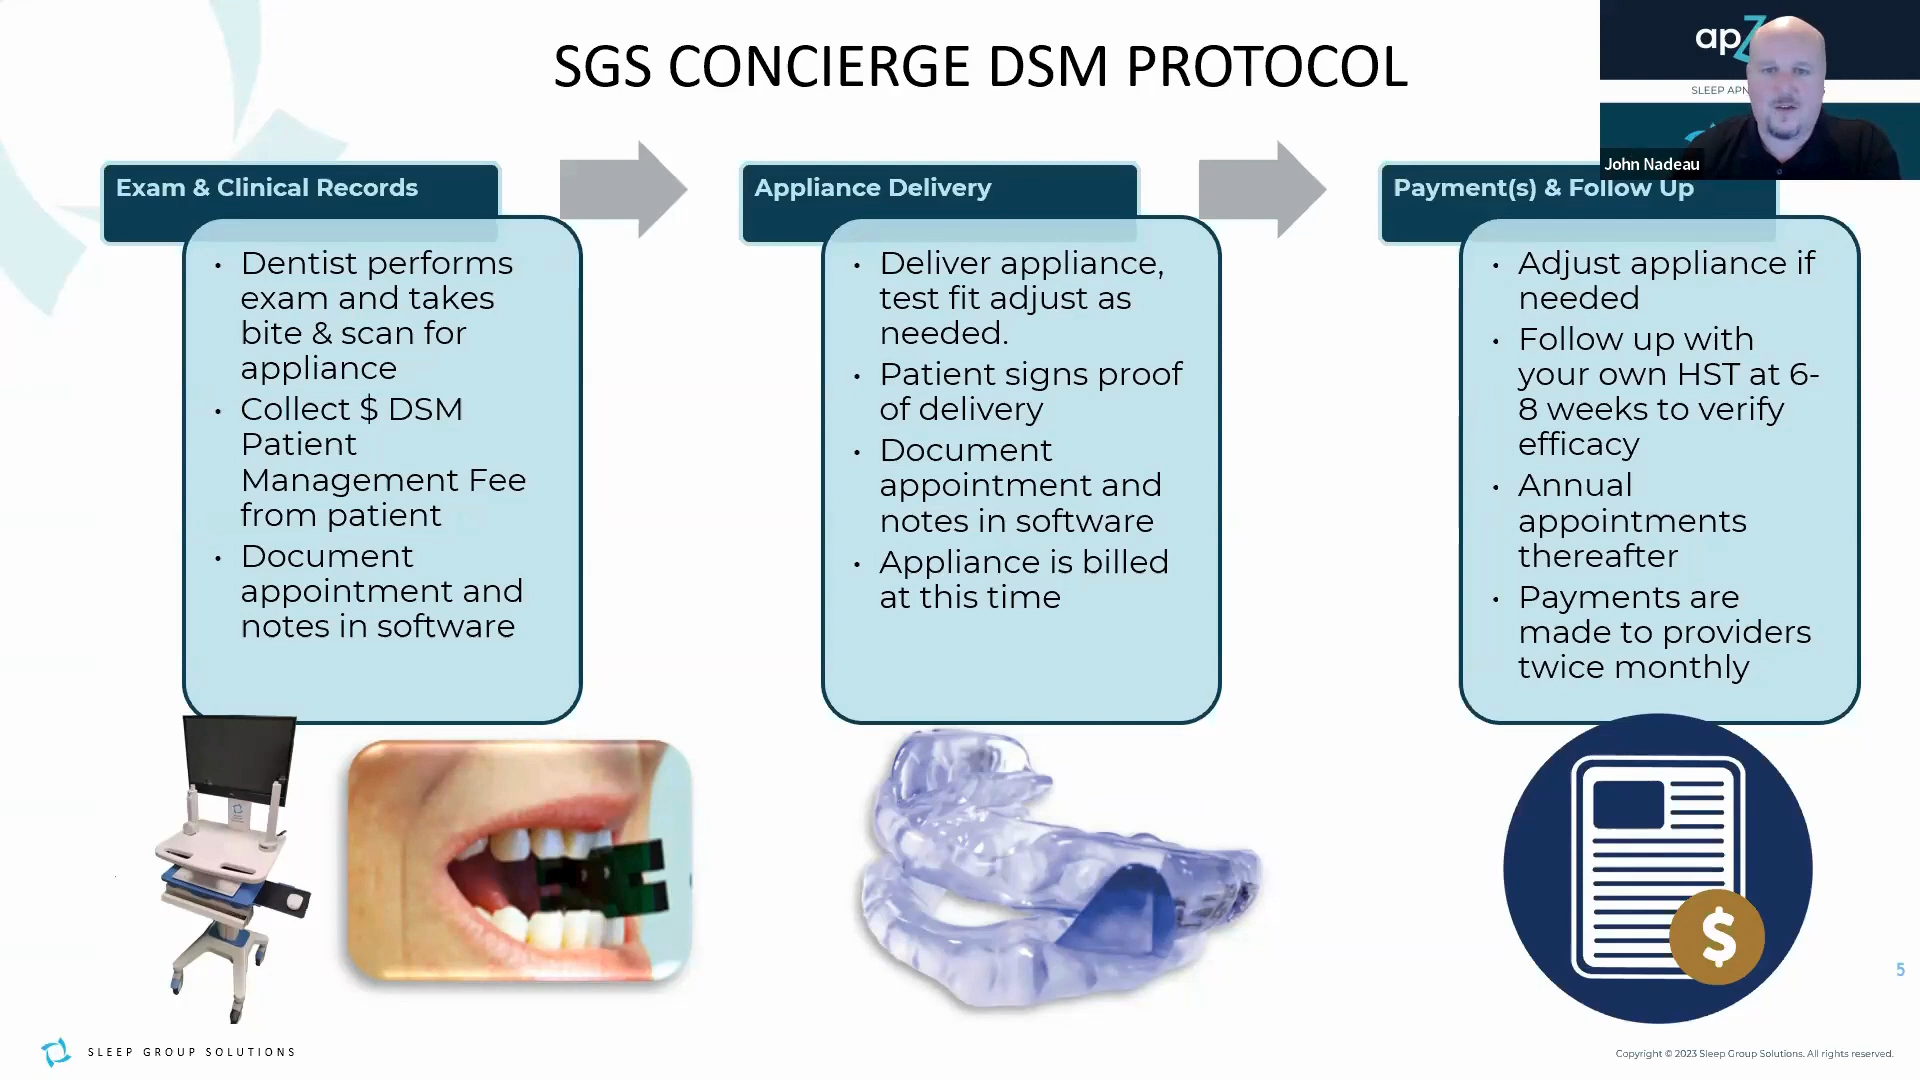 SGS CONCIERGE DSM PROTOCOL
Exam & Clinical Records
• Dentist performs
exam and takes
bite & scan for
appliance
• Collect $ DSM
Patient
Management Fee
from patient
• Document
appointment and
notes in software
Appliance Delivery
• Deliver appliance,
test fit adjust as
needed.
• Patient signs proof
of delivery
• Document
appointment and
notes in software
• Appliance is billed
at this time
Payment(s) & Follow Up
• Adjust appliance if
needed
• Follow up with
your own HST at 6-
8 weeks to verify
efficacy
• Annual
appointments
thereafter
• Payments are
made to providers
twice monthly
apZ
SLEEP APN
John Nadeau
$
5
SLEEP GROUP SOLUTIONS
Copyright © 2023 Sleep Group Solutions. All rights reserved.